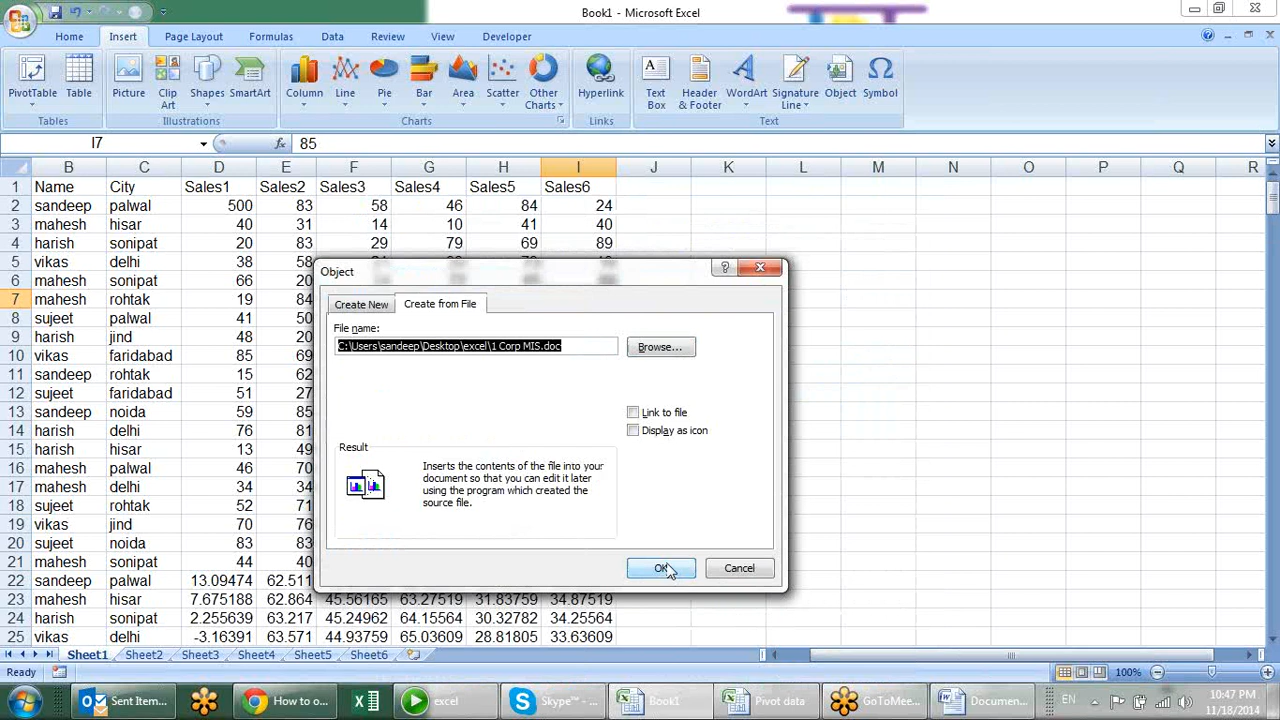 Book1 - Microsoft Excel
Home Insert Page Layout Formulas Data Review View Developer
PivotTable Table Picture Clip Art Shapes SmartArt Column Line Pie Bar Area Scatter Other Charts Hyperlink Text Box Header & Footer WordArt Signature Line Object Symbol
Tables Illustrations Charts Links Text
I7 fx 85
B C D E F G H I J K L M N O P Q R
1 Name City Sales1 Sales2 Sales3 Sales4 Sales5 Sales6
2 sandeep palwal 500 83 58 46 84 24
3 mahesh hisar 40 31 14 10 41 40
4 harish sonipat 20 83 29 79 69 89
5 vikas delhi 38 58
6 mahesh sonipat 66 20
7 mahesh rohtak 19 84
8 sujeet palwal 41 50
9 harish jind 48 20
10 vikas faridabad 85 69
11 sandeep rohtak 15 62
12 sujeet faridabad 51 27
13 sandeep noida 59 85
14 harish delhi 76 81
15 harish hisar 13 49
16 mahesh palwal 46 70
17 mahesh delhi 34 34
18 sujeet rohtak 52 71
19 vikas jind 70 76
20 sujeet noida 83 83
21 mahesh sonipat 44 40
22 sandeep palwal 13.09474 62.511
23 mahesh hisar 7.675188 62.864 45.56165 63.27519 31.83759 34.87519
24 harish sonipat 2.255639 63.217 45.24962 64.15564 30.32782 34.25564
25 vikas delhi -3.16391 63.571 44.93759 65.03609 28.81805 33.63609
Object
Create New Create from File
File name:
C:\Users\sandeep\Desktop\excel\1 Corp MIS.doc
Browse...
Link to file
Display as icon
Result
Inserts the contents of the file into your
document so that you can edit it later
using the program which created the
source file.
OK Cancel
Sheet1 Sheet2 Sheet3 Sheet4 Sheet5 Sheet6
Ready 100%
Sent Item... How to o... excel Skype™ - ... Book1 Pivot data GoToMee... Documen... EN 10:47 PM
11/18/2014